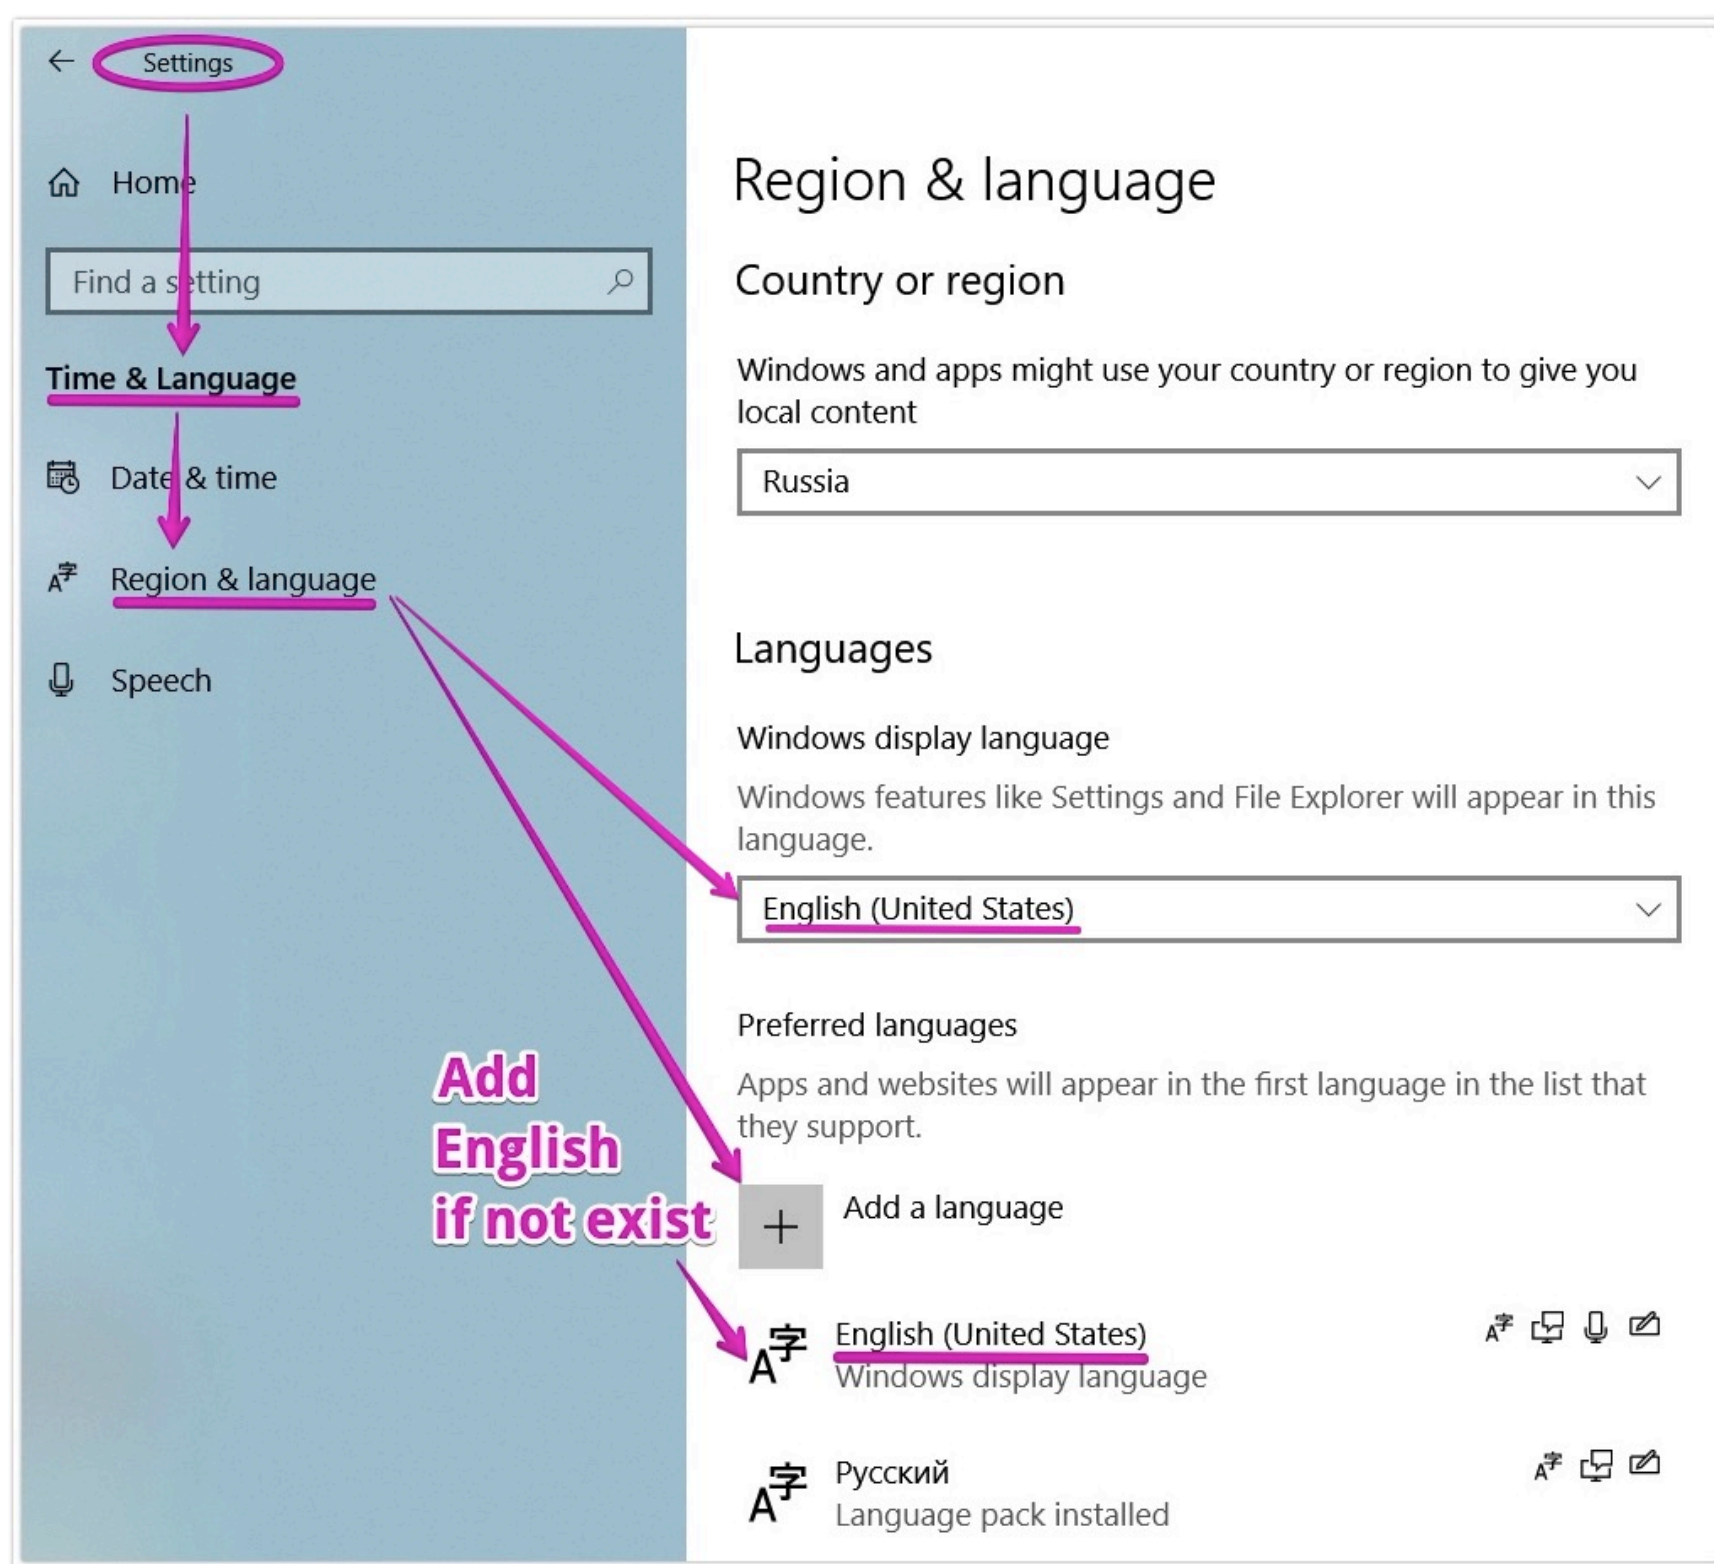 Settings
Home
Find a setting
Time & Language
Date & time
Region & language
Speech
Add
English
if not exist
Region & language
Country or region
Windows and apps might use your country or region to give you
local content
Russia
Languages
Windows display language
Windows features like Settings and File Explorer will appear in this
language.
English (United States)
Preferred languages
Apps and websites will appear in the first language in the list that
they support.
Add a language
English (United States)
Windows display language
Русский
Language pack installed